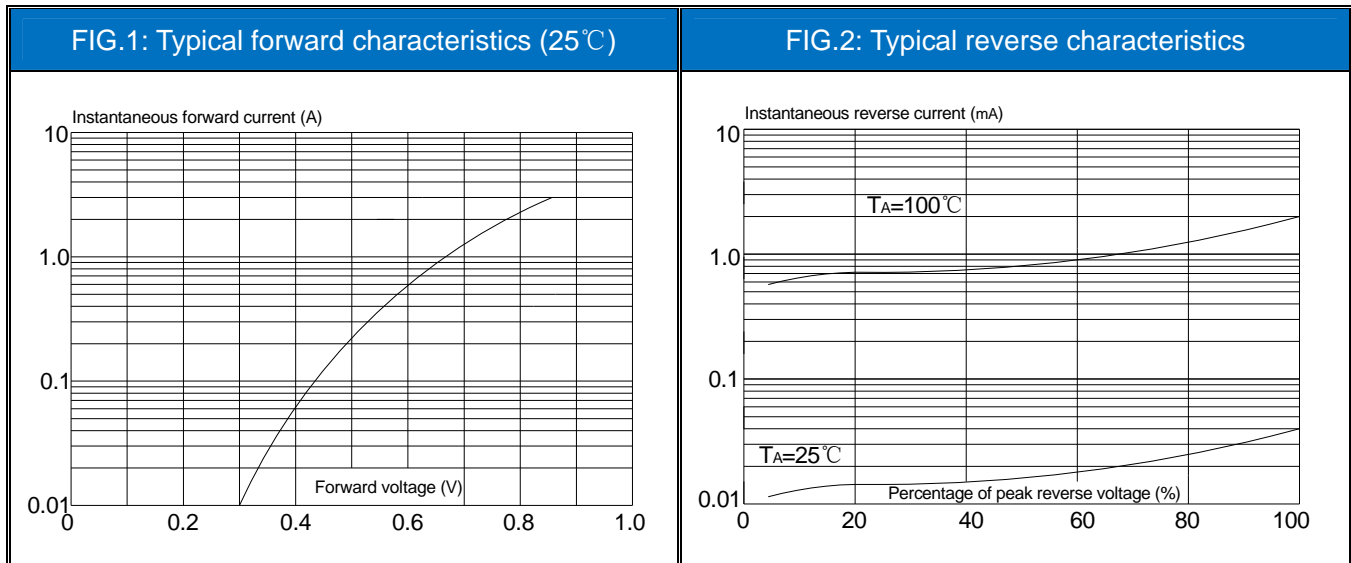 FIG.1: Typical forward characteristics (25℃)
Instantaneous forward current (A)
10
1.0
0.1
0.01
Forward voltage (V)
0 0.2 0.4 0.6 0.8 1.0
FIG.2: Typical reverse characteristics
Instantaneous reverse current (mA)
10
TA=100℃
1.0
0.1
TA=25℃
0.01
Percentage of peak reverse voltage (%)
0 20 40 60 80 100